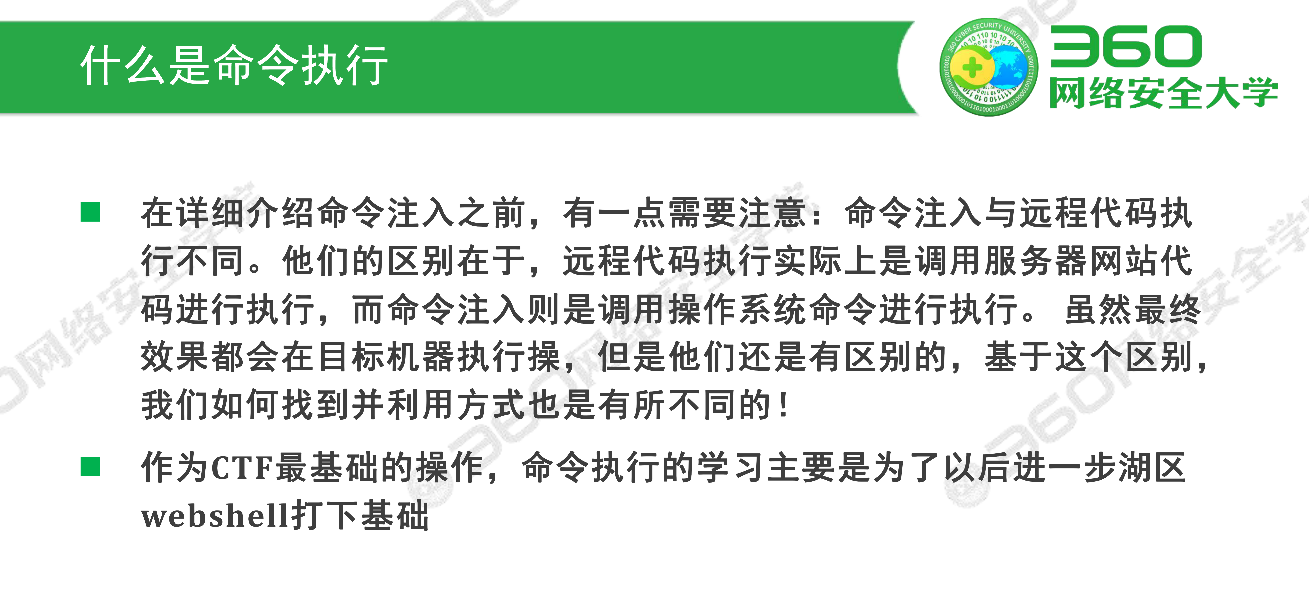 什么是命令执行
360
网络安全大学
在详细介绍命令注入之前，有一点需要注意：命令注入与远程代码执
行不同。他们的区别在于，远程代码执行实际上是调用服务器网站代
码进行执行，而命令注入则是调用操作系统命令进行执行。 虽然最终
效果都会在目标机器执行操，但是他们还是有区别的，基于这个区别，
我们如何找到并利用方式也是有所不同的！
作为CTF最基础的操作，命令执行的学习主要是为了以后进一步湖区
webshell打下基础